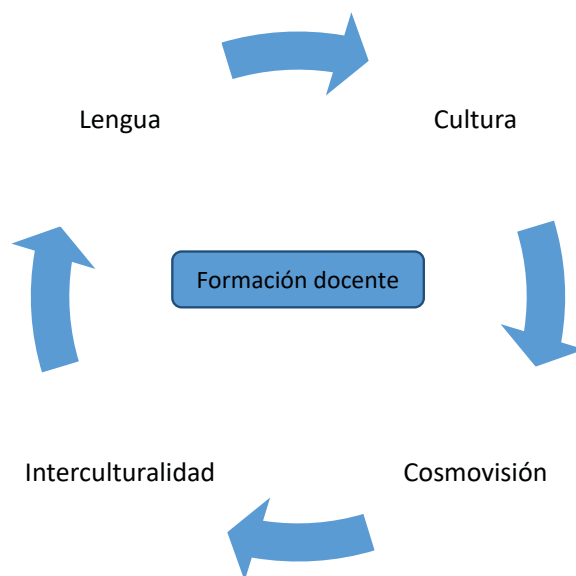 Lengua
Cultura
Formación docente
Interculturalidad
Cosmovisión